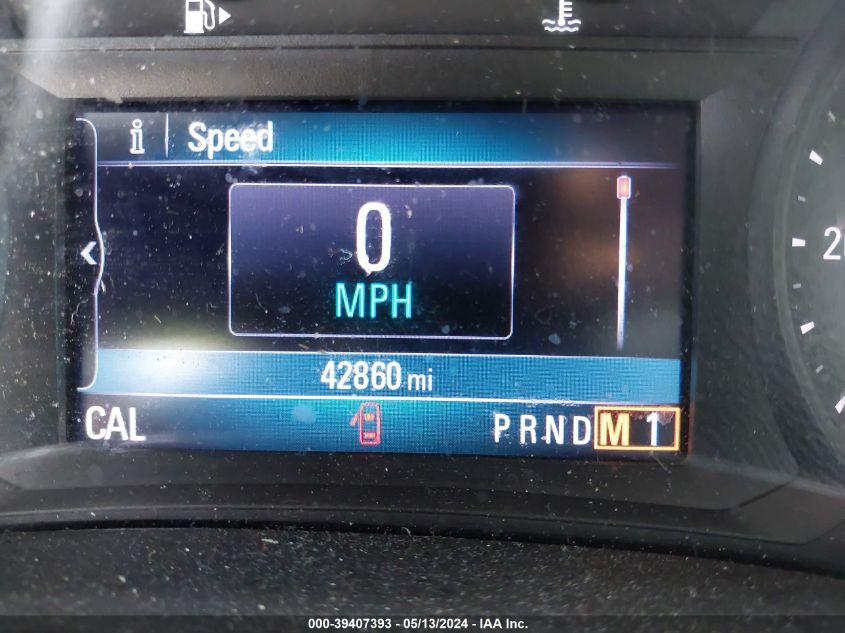 i Speed
0
MPH
42860 mi
CAL PRND M 1
000-39407393 - 05/13/2024 - IAA Inc.